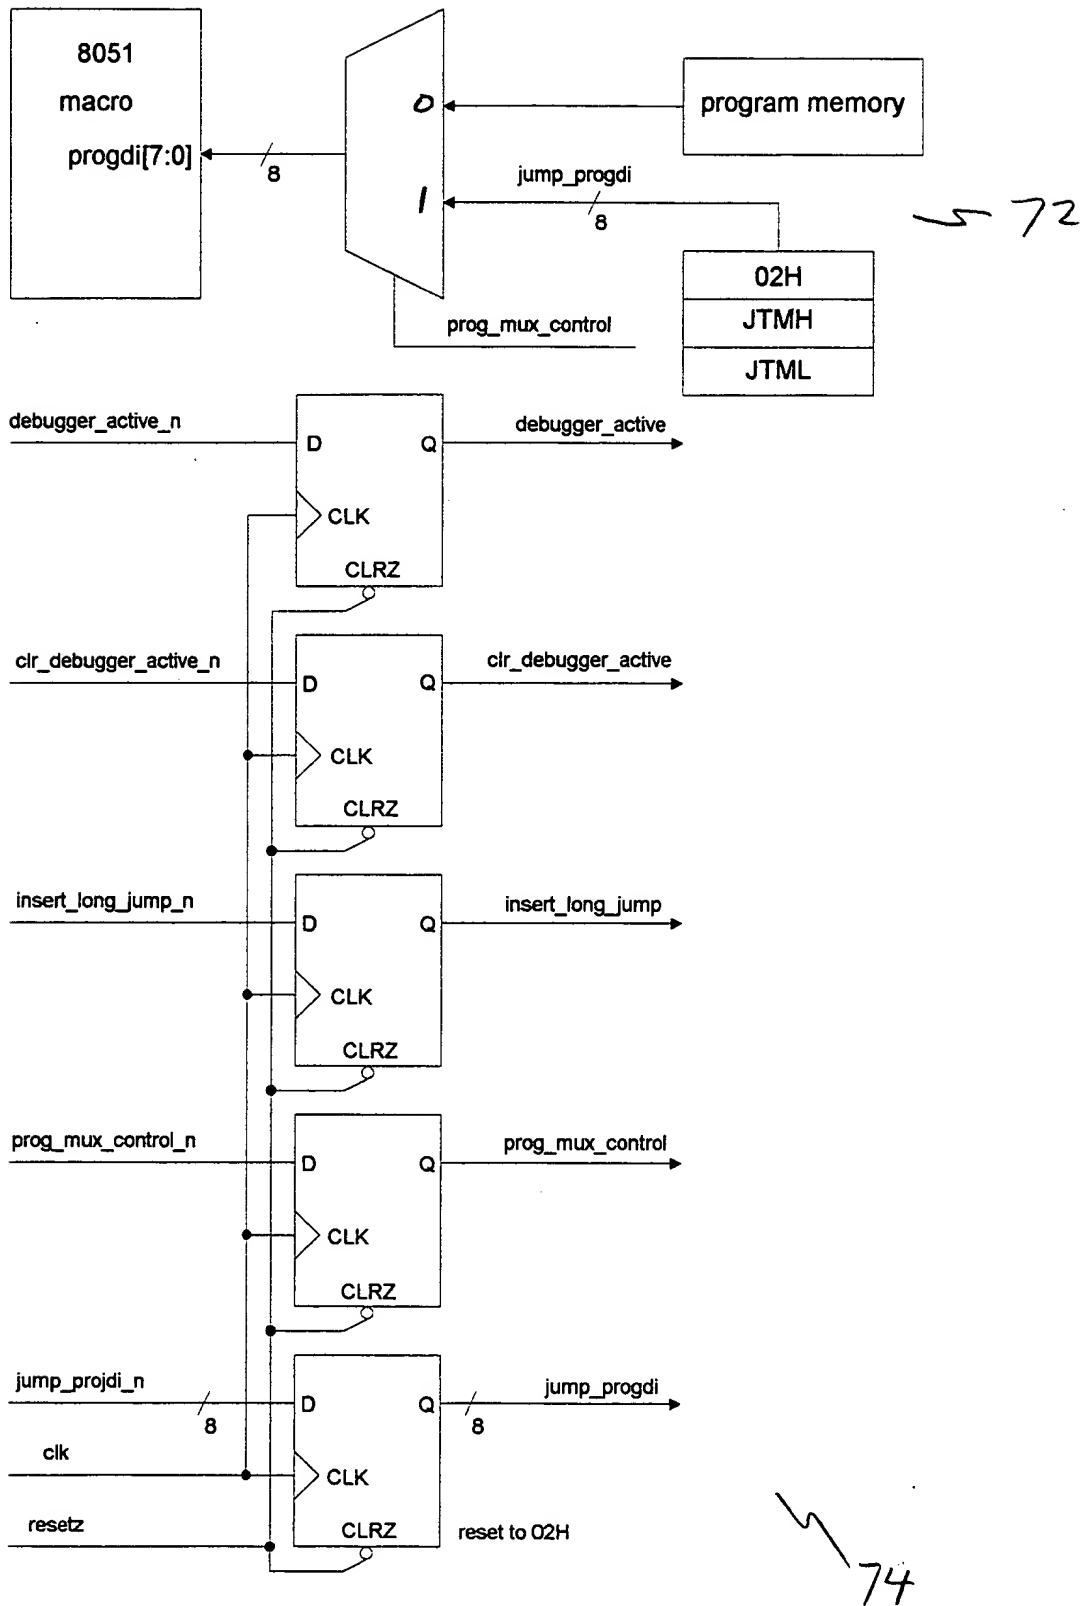 8051
macro
progdi[7:0]
8
0
1
program memory
jump_progdi
8
72
02H
JTMH
JTML
prog_mux_control
debugger_active_n
D
Q
debugger_active
CLK
CLRZ
clr_debugger_active_n
D
Q
clr_debugger_active
CLK
CLRZ
insert_long_jump_n
D
Q
insert_long_jump
CLK
CLRZ
prog_mux_control_n
D
Q
prog_mux_control
CLK
CLRZ
jump_projdi_n
8
D
Q
8
jump_progdi
clk
CLK
resetz
CLRZ
reset to 02H
74